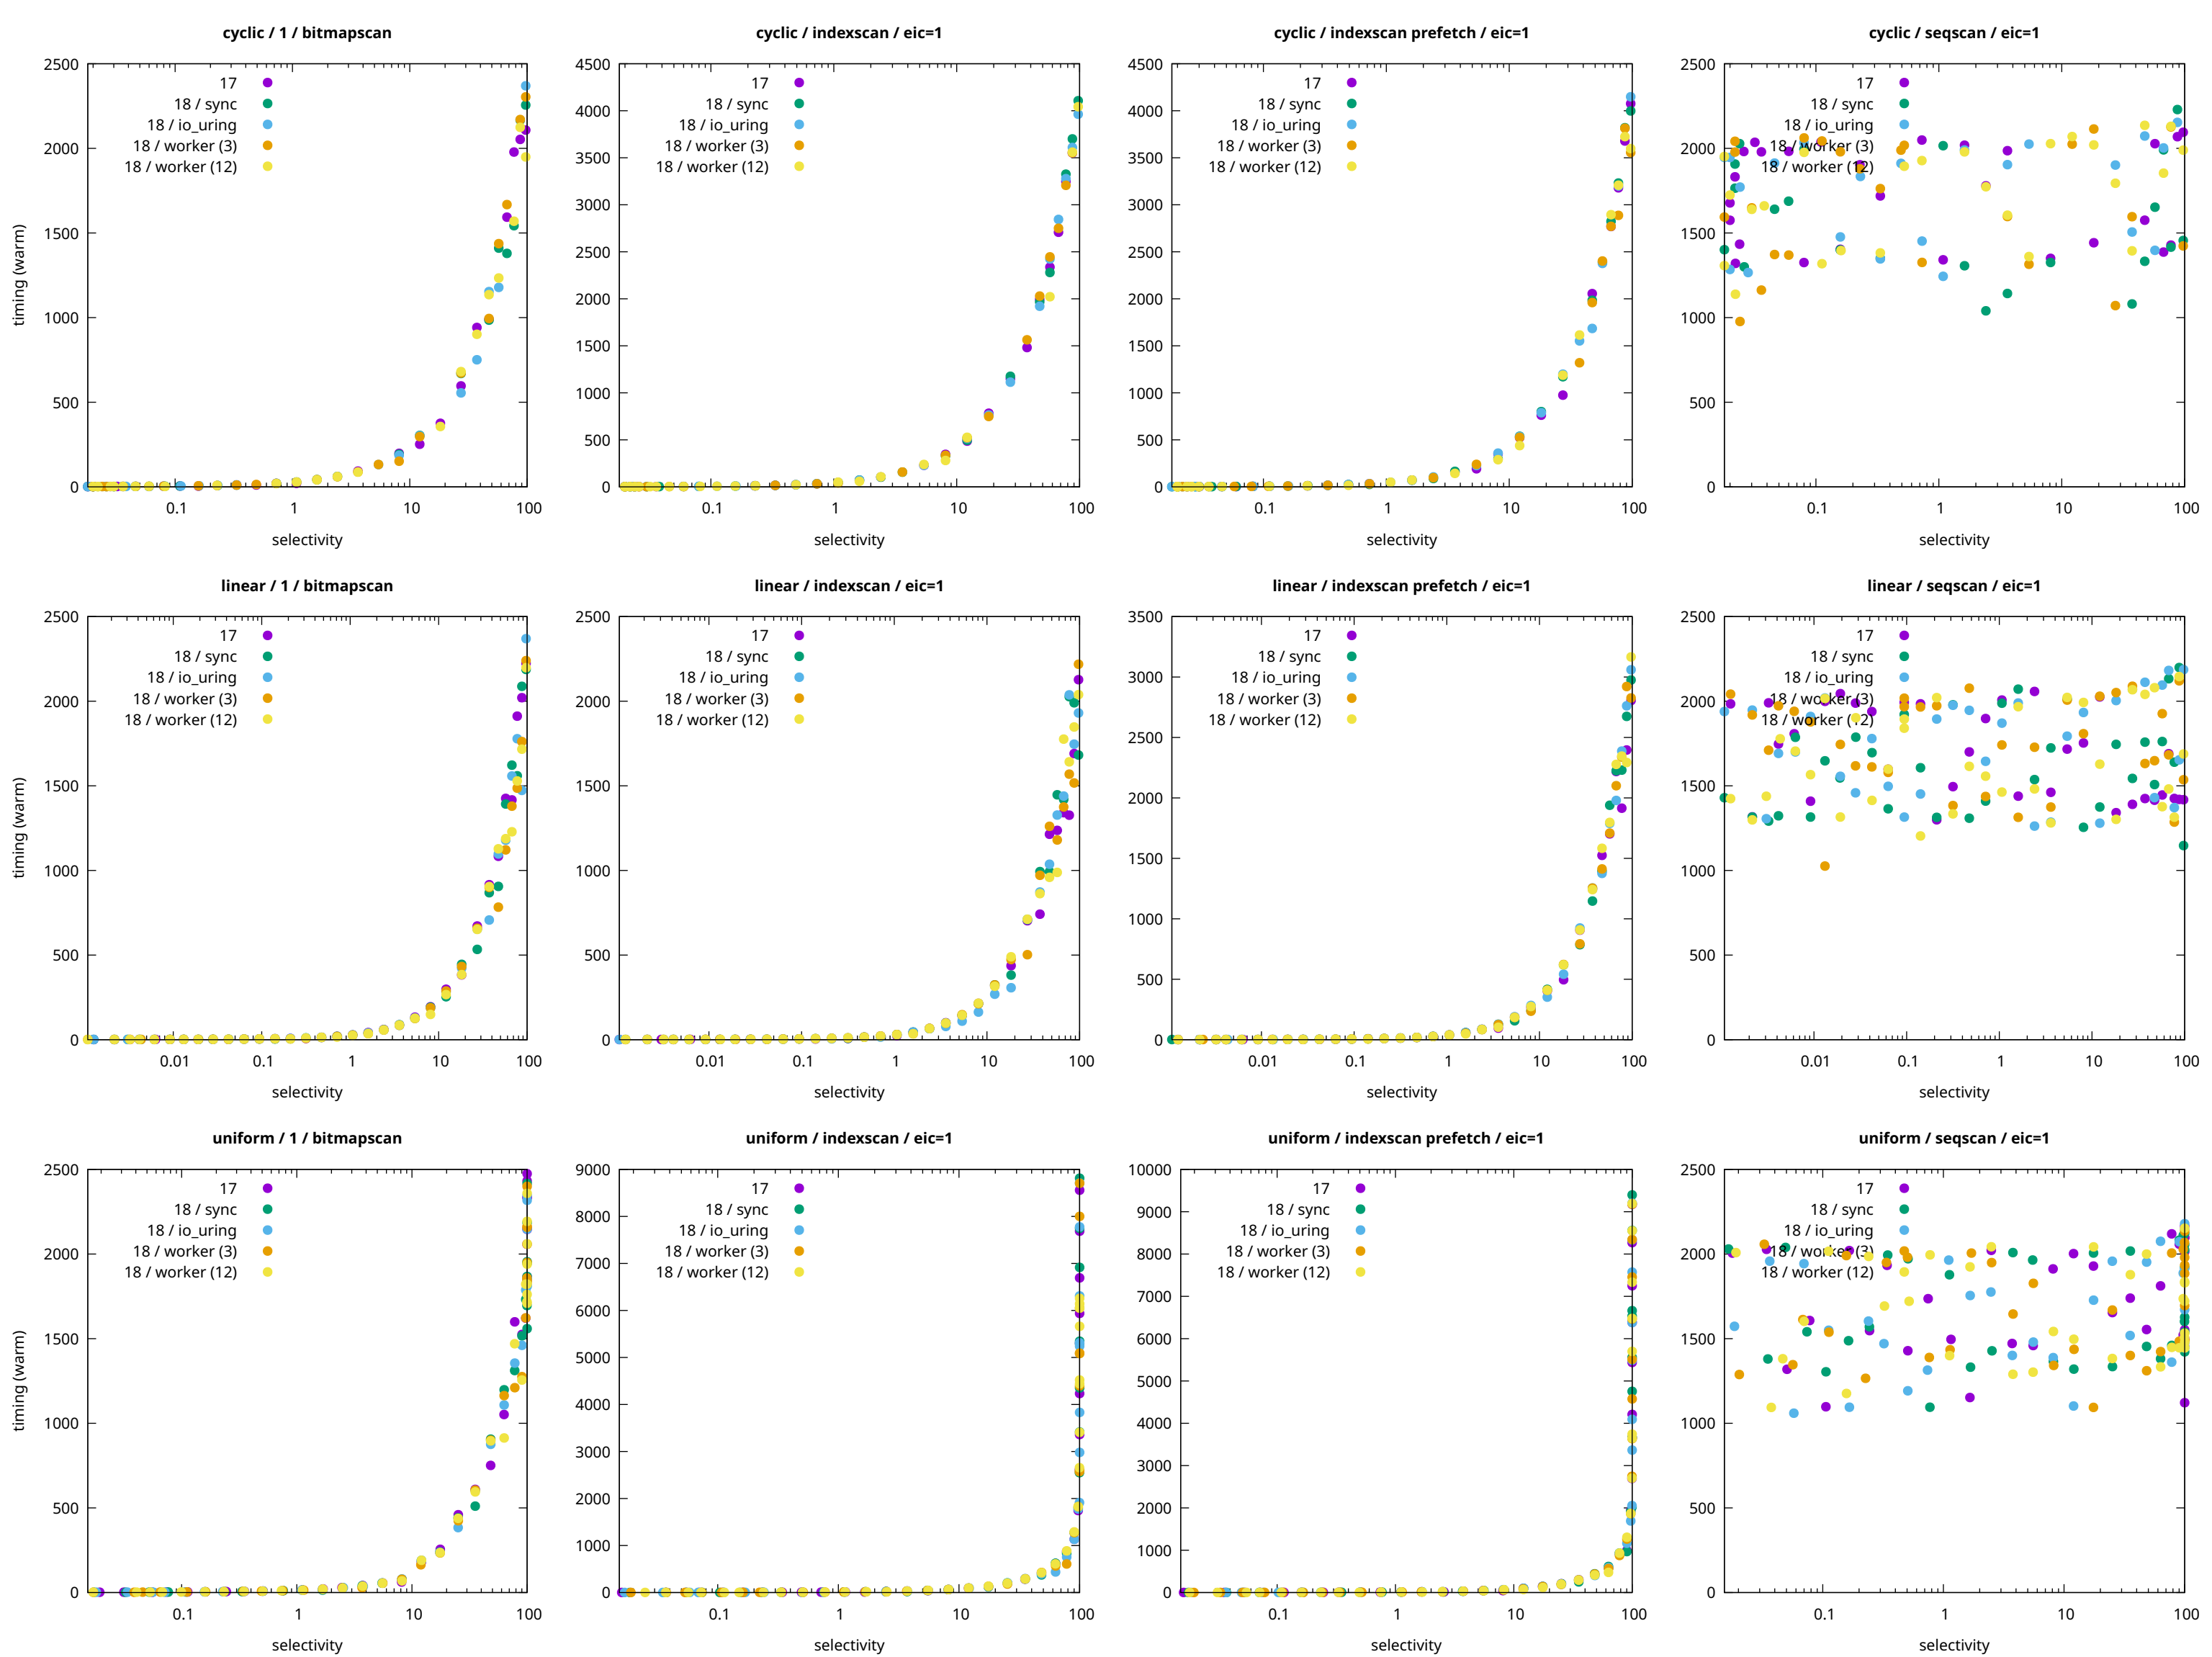 cyclic / 1 / bitmapscan
timing (warm)
2500
2000
1500
1000
500
0
17
18 / sync
18 / io_uring
18 / worker (3)
18 / worker (12)
0.1 1 10 100
selectivity
cyclic / indexscan / eic=1
4500
4000
3500
3000
2500
2000
1500
1000
500
0
17
18 / sync
18 / io_uring
18 / worker (3)
18 / worker (12)
0.1 1 10 100
selectivity
cyclic / indexscan prefetch / eic=1
4500
4000
3500
3000
2500
2000
1500
1000
500
0
17
18 / sync
18 / io_uring
18 / worker (3)
18 / worker (12)
0.1 1 10 100
selectivity
cyclic / seqscan / eic=1
2500
2000
1500
1000
500
0
17
18 / sync
18 / io_uring
18 / worker (3)
18 / worker (12)
0.1 1 10 100
selectivity
linear / 1 / bitmapscan
timing (warm)
2500
2000
1500
1000
500
0
17
18 / sync
18 / io_uring
18 / worker (3)
18 / worker (12)
0.01 0.1 1 10 100
selectivity
linear / indexscan / eic=1
2500
2000
1500
1000
500
0
17
18 / sync
18 / io_uring
18 / worker (3)
18 / worker (12)
0.01 0.1 1 10 100
selectivity
linear / indexscan prefetch / eic=1
3500
3000
2500
2000
1500
1000
500
0
17
18 / sync
18 / io_uring
18 / worker (3)
18 / worker (12)
0.01 0.1 1 10 100
selectivity
linear / seqscan / eic=1
2500
2000
1500
1000
500
0
17
18 / sync
18 / io_uring
18 / worker (3)
18 / worker (12)
0.01 0.1 1 10 100
selectivity
uniform / 1 / bitmapscan
timing (warm)
2500
2000
1500
1000
500
0
17
18 / sync
18 / io_uring
18 / worker (3)
18 / worker (12)
0.1 1 10 100
selectivity
uniform / indexscan / eic=1
9000
8000
7000
6000
5000
4000
3000
2000
1000
0
17
18 / sync
18 / io_uring
18 / worker (3)
18 / worker (12)
0.1 1 10 100
selectivity
uniform / indexscan prefetch / eic=1
10000
9000
8000
7000
6000
5000
4000
3000
2000
1000
0
17
18 / sync
18 / io_uring
18 / worker (3)
18 / worker (12)
0.1 1 10 100
selectivity
uniform / seqscan / eic=1
2500
2000
1500
1000
500
0
17
18 / sync
18 / io_uring
18 / worker (3)
18 / worker (12)
0.1 1 10 100
selectivity